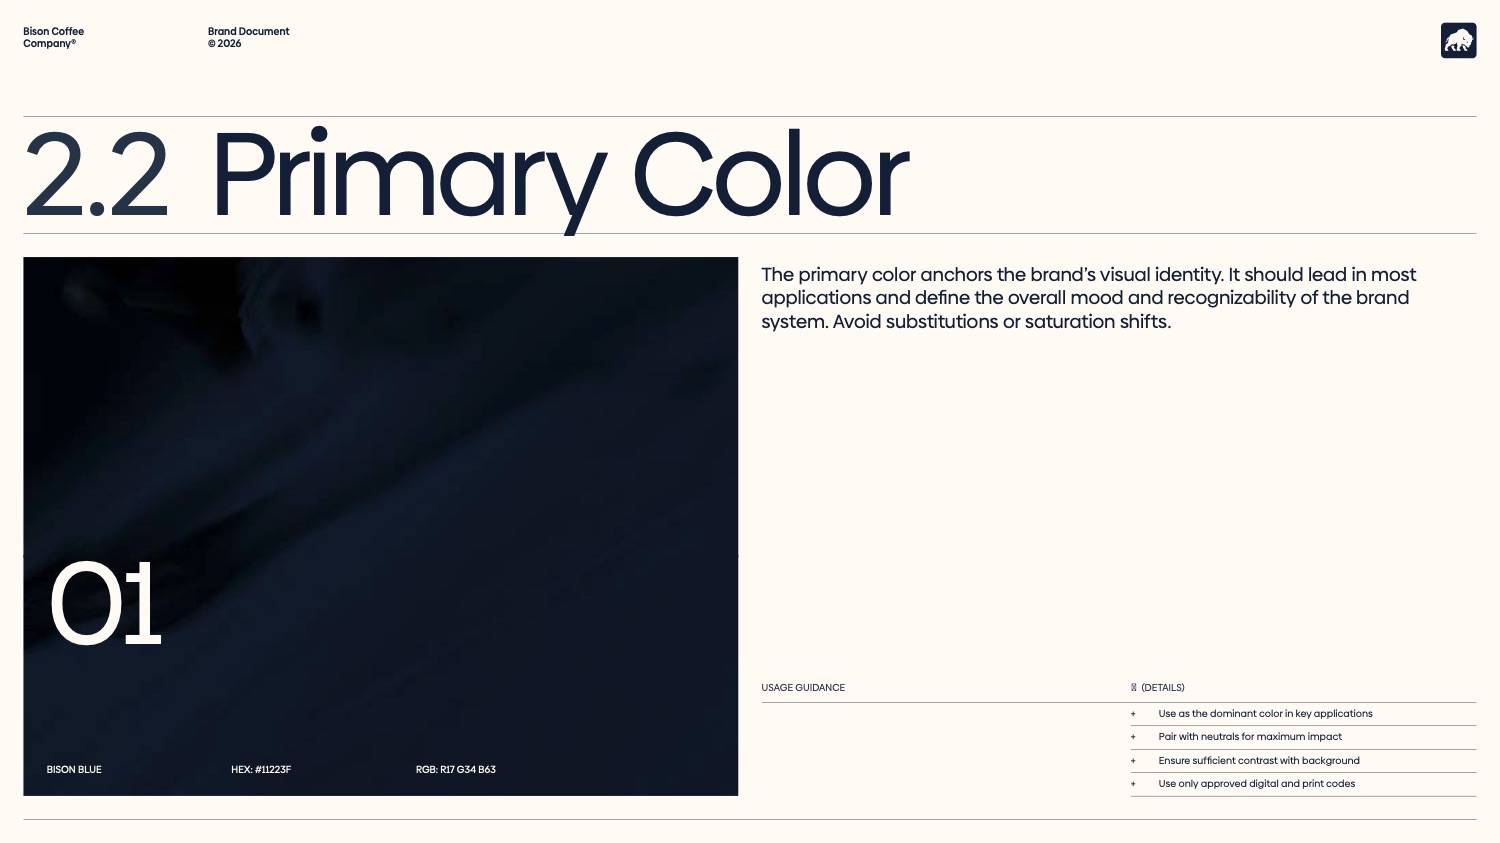 Bison Coffee
Company®
Brand Document
© 2026
2.2 Primary Color
The primary color anchors the brand’s visual identity. It should lead in most
applications and define the overall mood and recognizability of the brand
system. Avoid substitutions or saturation shifts.
01
BISON BLUE
HEX: #11223F
RGB: R17 G34 B63
USAGE GUIDANCE
(DETAILS)
+ Use as the dominant color in key applications
+ Pair with neutrals for maximum impact
+ Ensure sufficient contrast with background
+ Use only approved digital and print codes